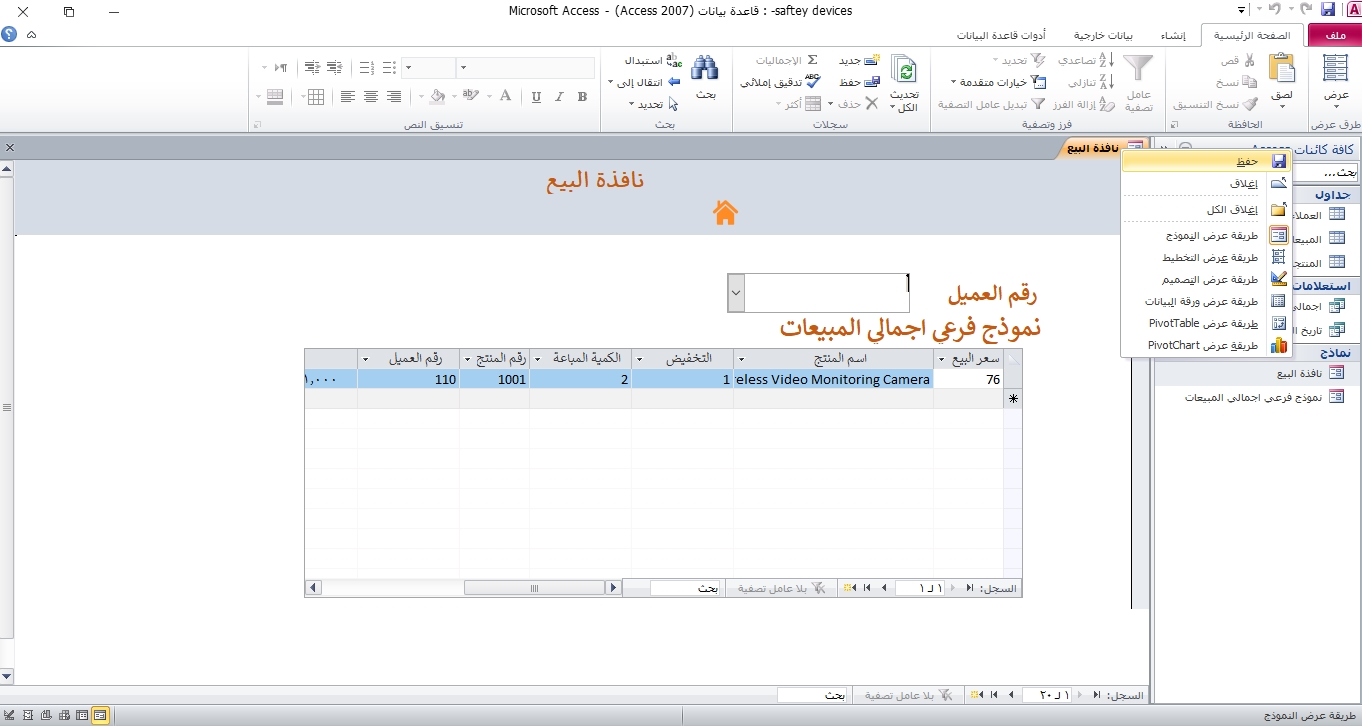 saftey devices- : قاعدة بيانات (Access 2007) - Microsoft Access
ملف الصفحة الرئيسية إنشاء بيانات خارجية أدوات قاعدة البيانات
عرض
طرق عرض
لصق
قص
نسخ
نسخ التنسيق
الحافظة
عامل تصفية
تصاعدي
تنازلي
إزالة الفرز
تحديد
خيارات متقدمة
تبديل عامل التصفية
فرز وتصفية
تحديث الكل
جديد
حفظ
حذف
الإجماليات
تدقيق إملائي
أكثر
سجلات
بحث
استبدال
انتقال إلى
تحديد
بحث
تنسيق النص
كافة كائنات Access
بحث...
جداول
العملاء
المبيعا
المنتج
استعلامات
اجمالي
تاريخ ا
نماذج
نافذة البيع
نموذج فرعي اجمالي المبيعات
نافذة البيع
حفظ
إغلاق
إغلاق الكل
طريقة عرض النموذج
طريقة عرض التخطيط
طريقة عرض التصميم
طريقة عرض ورقة البيانات
طريقة عرض PivotTable
طريقة عرض PivotChart
نافذة البيع
رقم العميل
نموذج فرعي اجمالي المبيعات
سعر البيع اسم المنتج التخفيض الكمية المباعة رقم المنتج رقم العميل
76 reless Video Monitoring Camera 1 2 1001 110 ١,٠٠٠
السجل: ١ لـ ١ بلا عامل تصفية بحث
السجل: ١ لـ ٢٠ بلا عامل تصفية بحث
طريقة عرض النموذج